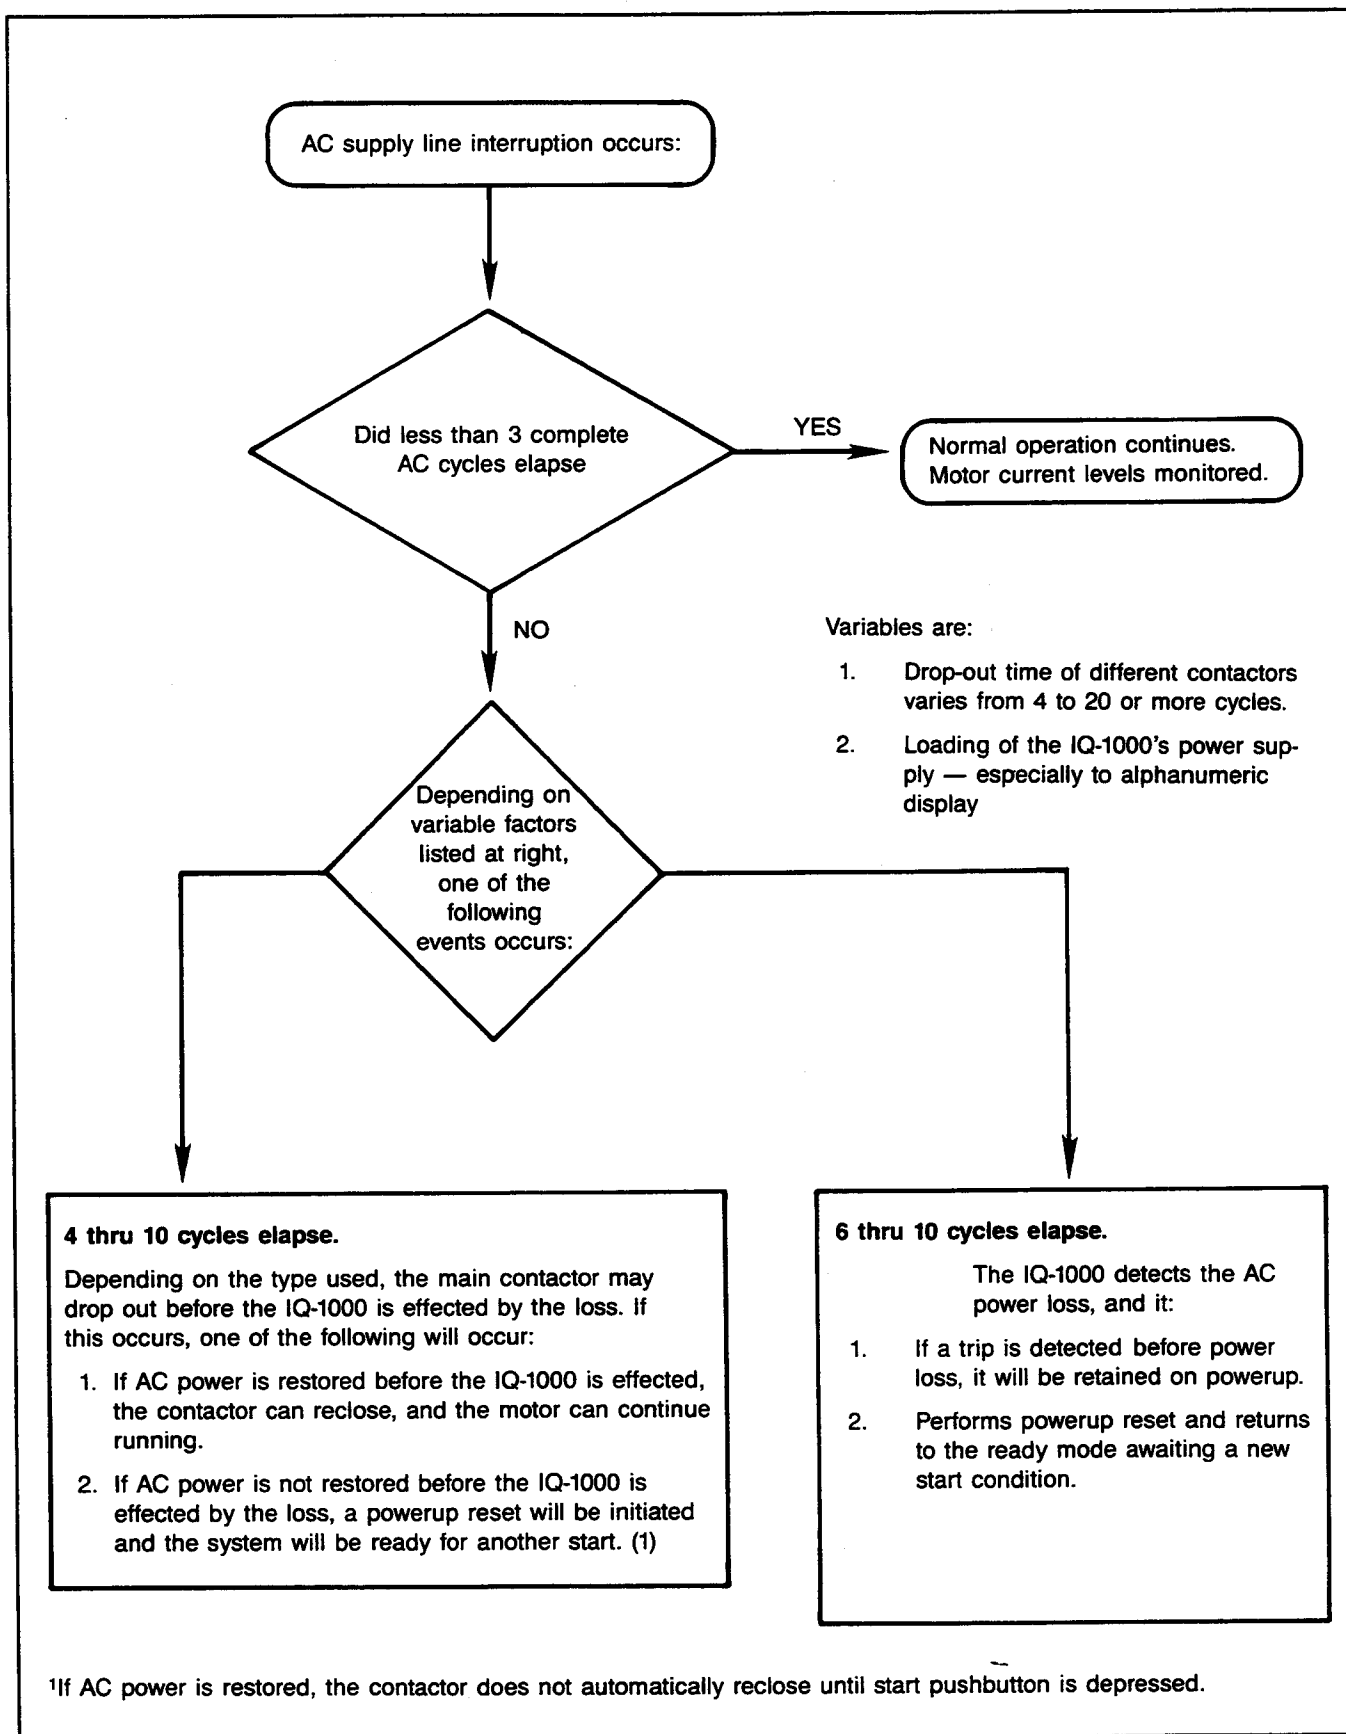 AC supply line interruption occurs:
Did less than 3 complete
AC cycles elapse
YES
Normal operation continues.
Motor current levels monitored.
NO
Variables are:
1. Drop-out time of different contactors
varies from 4 to 20 or more cycles.
2. Loading of the IQ-1000's power sup-
ply — especially to alphanumeric
display
Depending on
variable factors
listed at right,
one of the
following
events occurs:
4 thru 10 cycles elapse.
Depending on the type used, the main contactor may
drop out before the IQ-1000 is effected by the loss. If
this occurs, one of the following will occur:
1. If AC power is restored before the IQ-1000 is effected,
the contactor can reclose, and the motor can continue
running.
2. If AC power is not restored before the IQ-1000 is
effected by the loss, a powerup reset will be initiated
and the system will be ready for another start. (1)
6 thru 10 cycles elapse.
The IQ-1000 detects the AC
power loss, and it:
1. If a trip is detected before power
loss, it will be retained on powerup.
2. Performs powerup reset and returns
to the ready mode awaiting a new
start condition.
¹If AC power is restored, the contactor does not automatically reclose until start pushbutton is depressed.